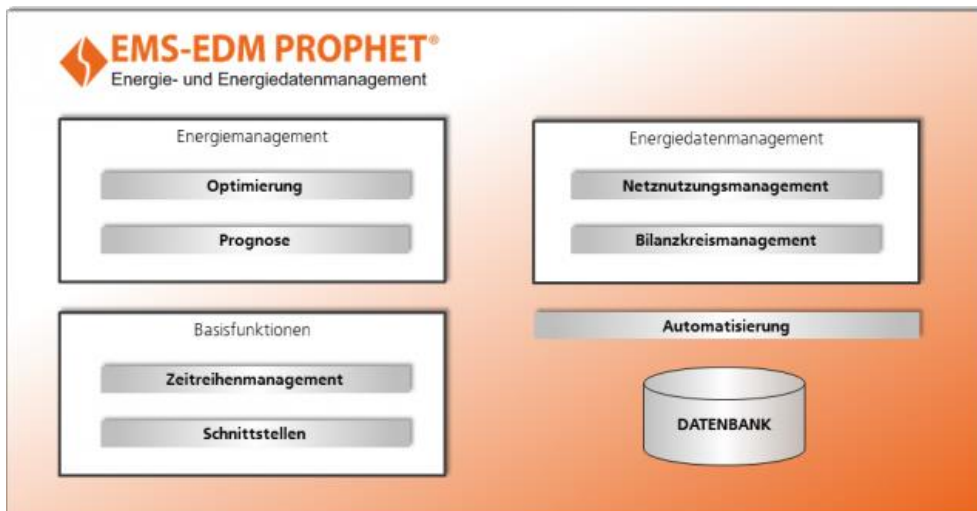 EMS-EDM PROPHET®
Energie- und Energiedatenmanagement
Energiemanagement
Optimierung
Prognose
Energiedatenmanagement
Netznutzungsmanagement
Bilanzkreismanagement
Basisfunktionen
Zeitreihenmanagement
Schnittstellen
Automatisierung
DATENBANK